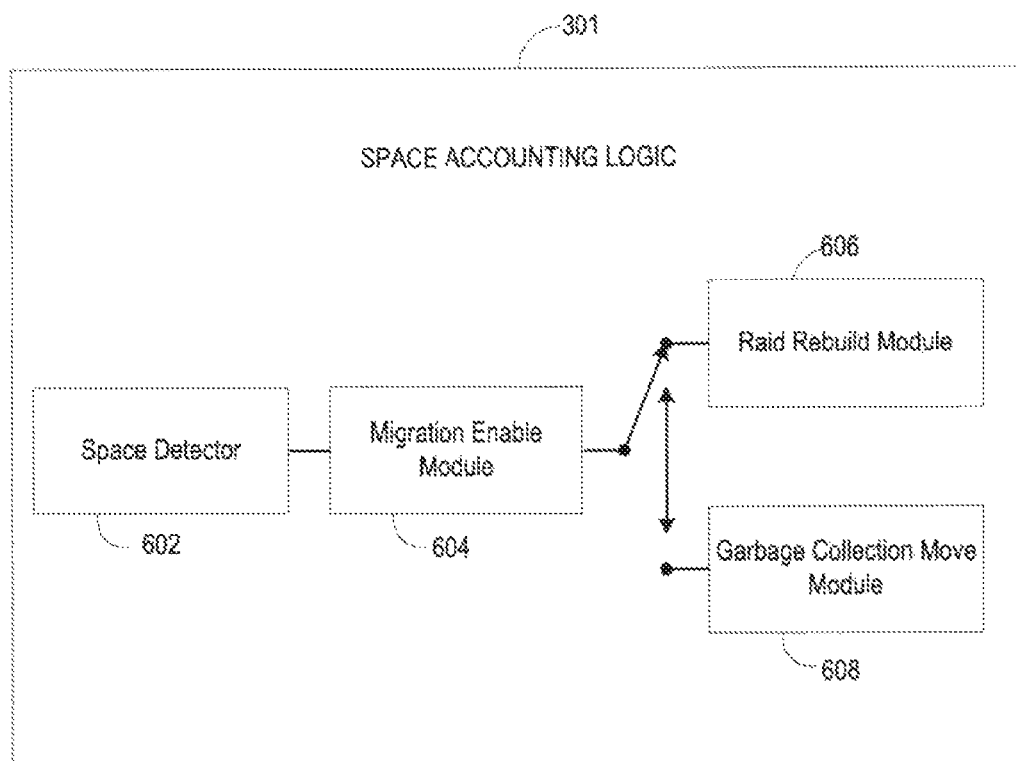 301
SPACE ACCOUNTING LOGIC
606
Raid Rebuild Module
Space Detector
Migration Enable
Module
602
604
Garbage Collection Move
Module
608